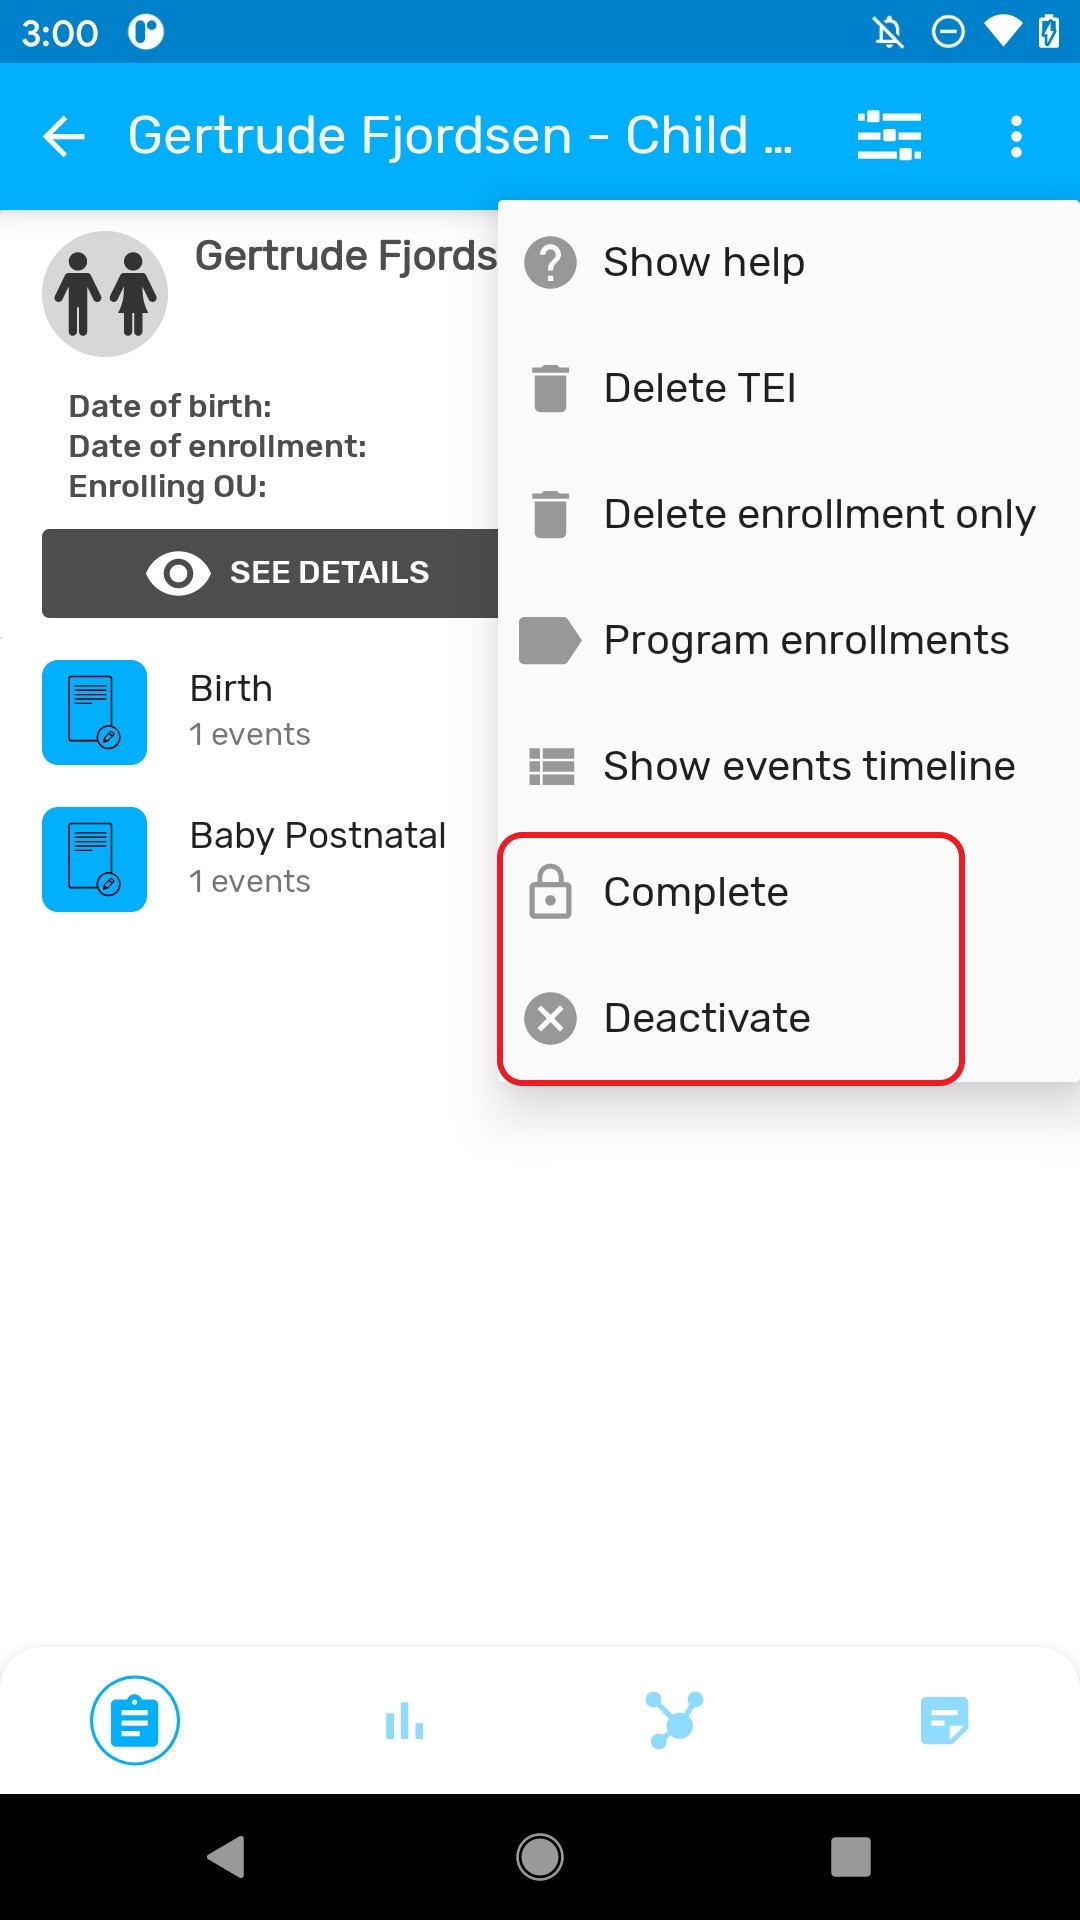 3:00
Gertrude Fjordsen - Child ...
Gertrude Fjords
Date of birth:
Date of enrollment:
Enrolling OU:
SEE DETAILS
Birth
1 events
Baby Postnatal
1 events
Show help
Delete TEI
Delete enrollment only
Program enrollments
Show events timeline
Complete
Deactivate